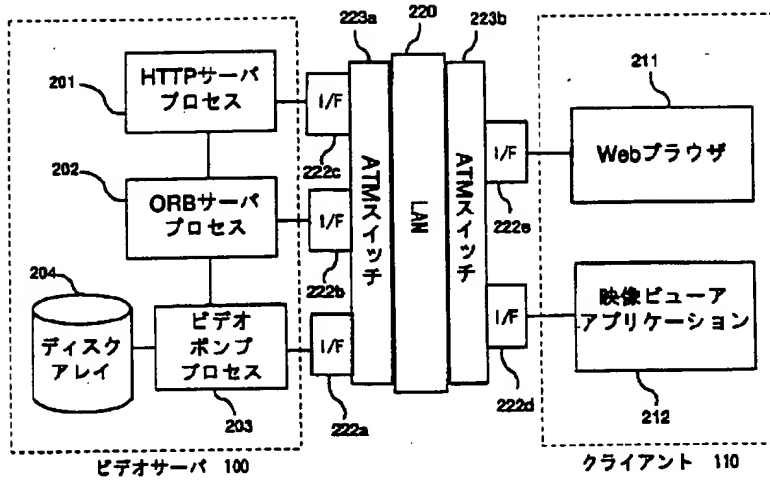 223a
220
223b
201
HTTPサーバ
プロセス
I/F
222c
ATMスイッチ
LAN
ATMスイッチ
I/F
222e
211
Webブラウザ
202
ORBサーバ
プロセス
I/F
222b
204
ディスク
アレイ
ビデオ
ポンプ
プロセス
203
I/F
222a
I/F
222d
映像ビューア
アプリケーション
212
ビデオサーバ 100
クライアント 110